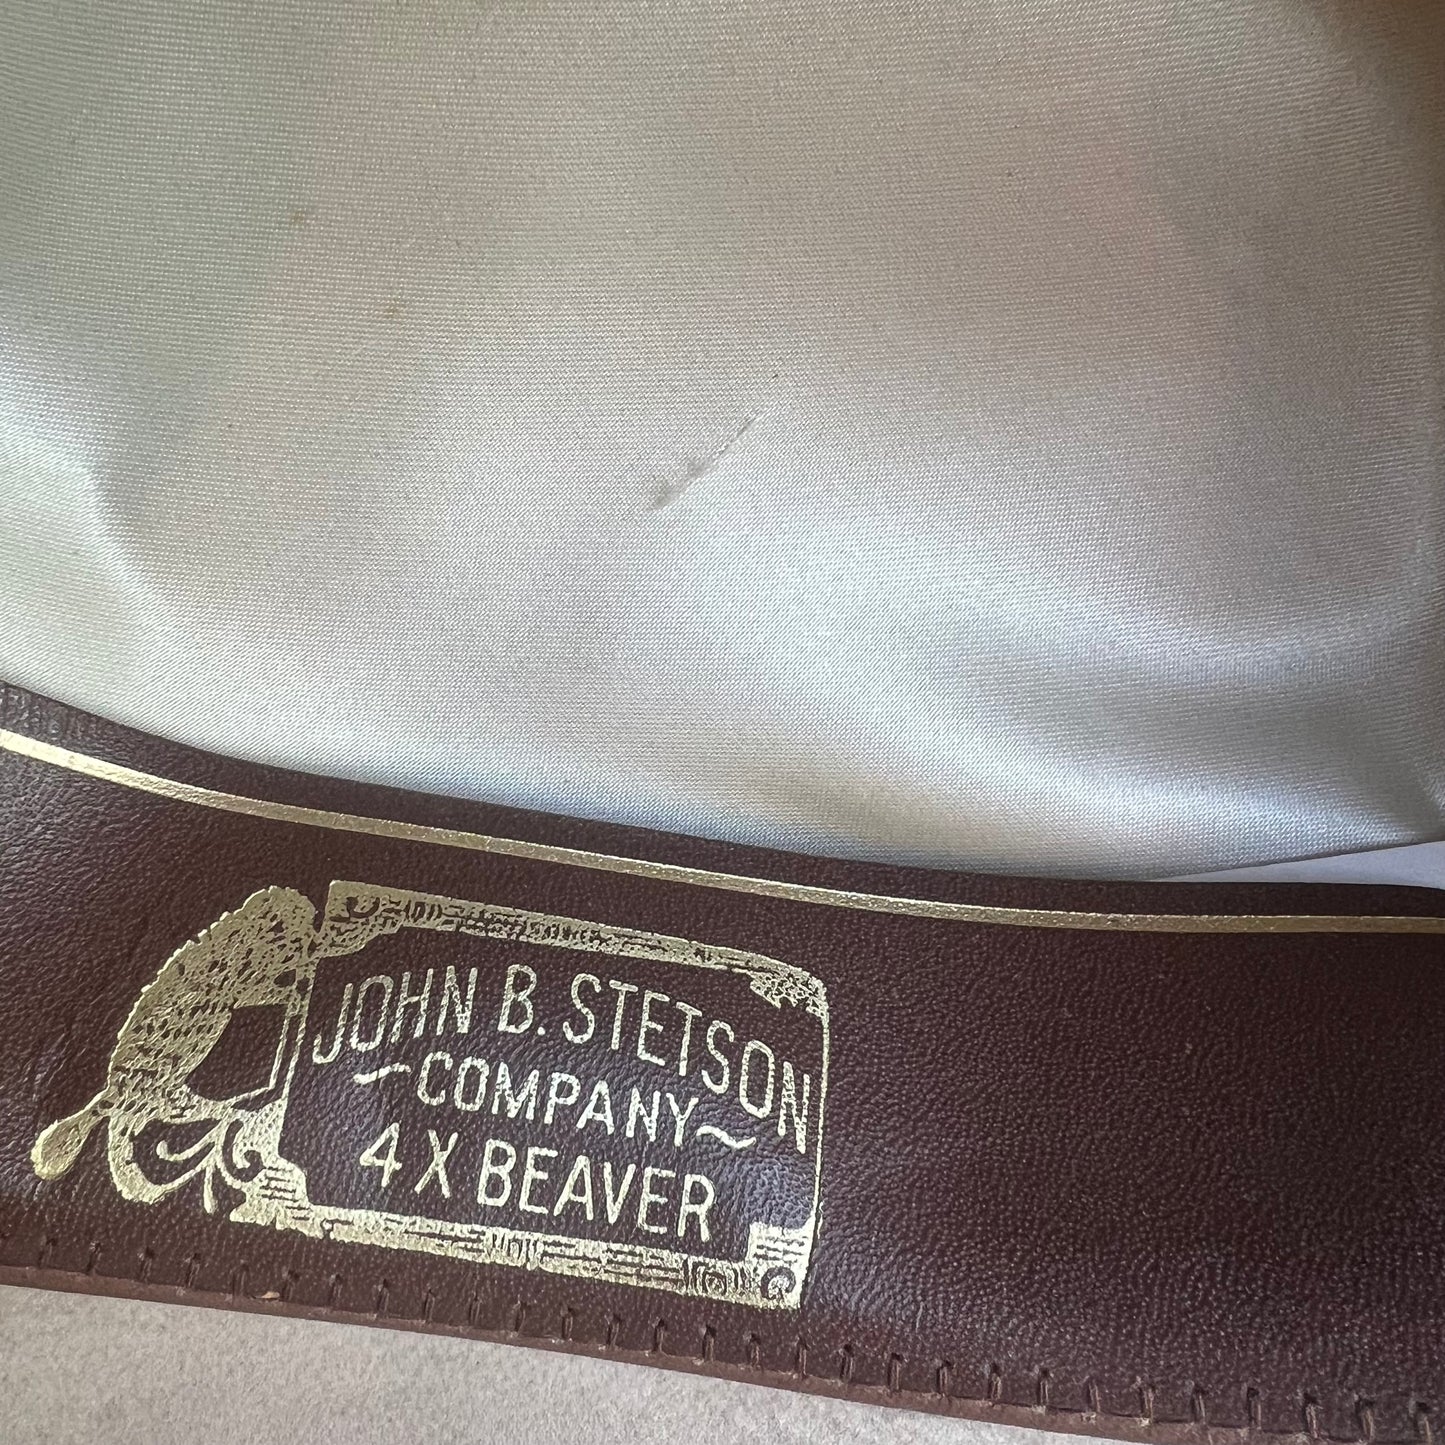 JOHN B. STETSON
COMPANY
4 X BEAVER